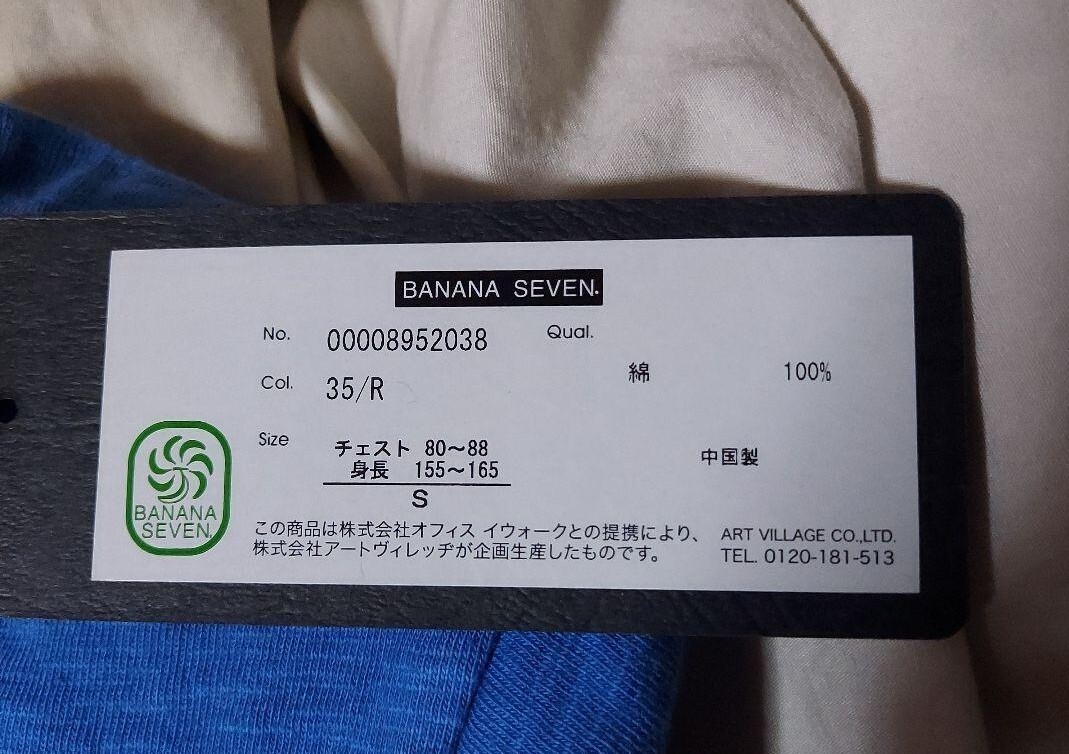 BANANA SEVEN.
No. 00008952038 Qual.
綿 100%
Col. 35/R
Size チェスト 80～88
身長 155～165
S
中国製
BANANA
SEVEN.
この商品は株式会社オフィス イウォークとの提携により、
株式会社アートヴィレッヂが企画生産したものです。
ART VILLAGE CO.,LTD.
TEL. 0120-181-513